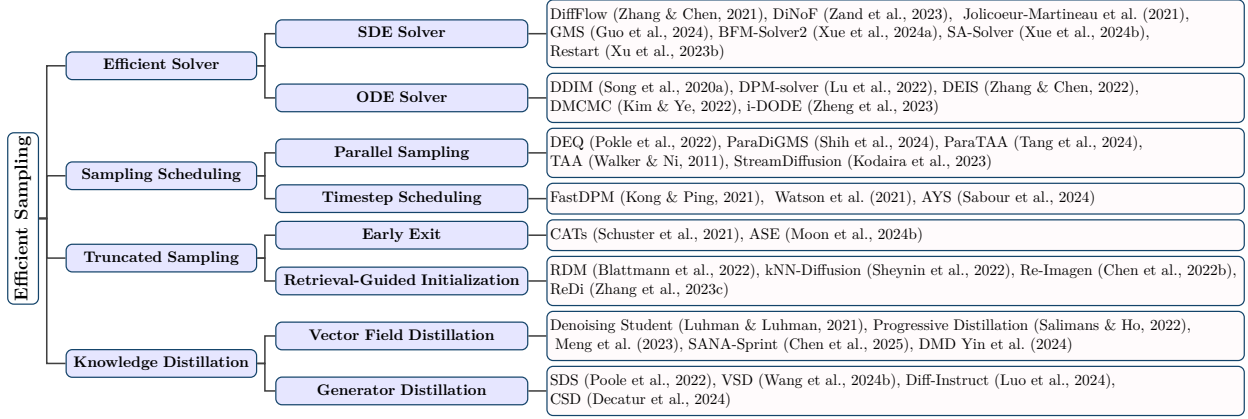 Efficient Sampling
Efficient Solver
SDE Solver
DiffFlow (Zhang & Chen, 2021), DiNoF (Zand et al., 2023), Jolicoeur-Martineau et al. (2021),
GMS (Guo et al., 2024), BFM-Solver2 (Xue et al., 2024a), SA-Solver (Xue et al., 2024b),
Restart (Xu et al., 2023b)
ODE Solver
DDIM (Song et al., 2020a), DPM-solver (Lu et al., 2022), DEIS (Zhang & Chen, 2022),
DMCMC (Kim & Ye, 2022), i-DODE (Zheng et al., 2023)
Sampling Scheduling
Parallel Sampling
DEQ (Pokle et al., 2022), ParaDiGMS (Shih et al., 2024), ParaTAA (Tang et al., 2024),
TAA (Walker & Ni, 2011), StreamDiffusion (Kodaira et al., 2023)
Timestep Scheduling
FastDPM (Kong & Ping, 2021), Watson et al. (2021), AYS (Sabour et al., 2024)
Truncated Sampling
Early Exit
CATs (Schuster et al., 2021), ASE (Moon et al., 2024b)
Retrieval-Guided Initialization
RDM (Blattmann et al., 2022), kNN-Diffusion (Sheynin et al., 2022), Re-Imagen (Chen et al., 2022b),
ReDi (Zhang et al., 2023c)
Knowledge Distillation
Vector Field Distillation
Denoising Student (Luhman & Luhman, 2021), Progressive Distillation (Salimans & Ho, 2022),
Meng et al. (2023), SANA-Sprint (Chen et al., 2025), DMD Yin et al. (2024)
Generator Distillation
SDS (Poole et al., 2022), VSD (Wang et al., 2024b), Diff-Instruct (Luo et al., 2024),
CSD (Decatur et al., 2024)